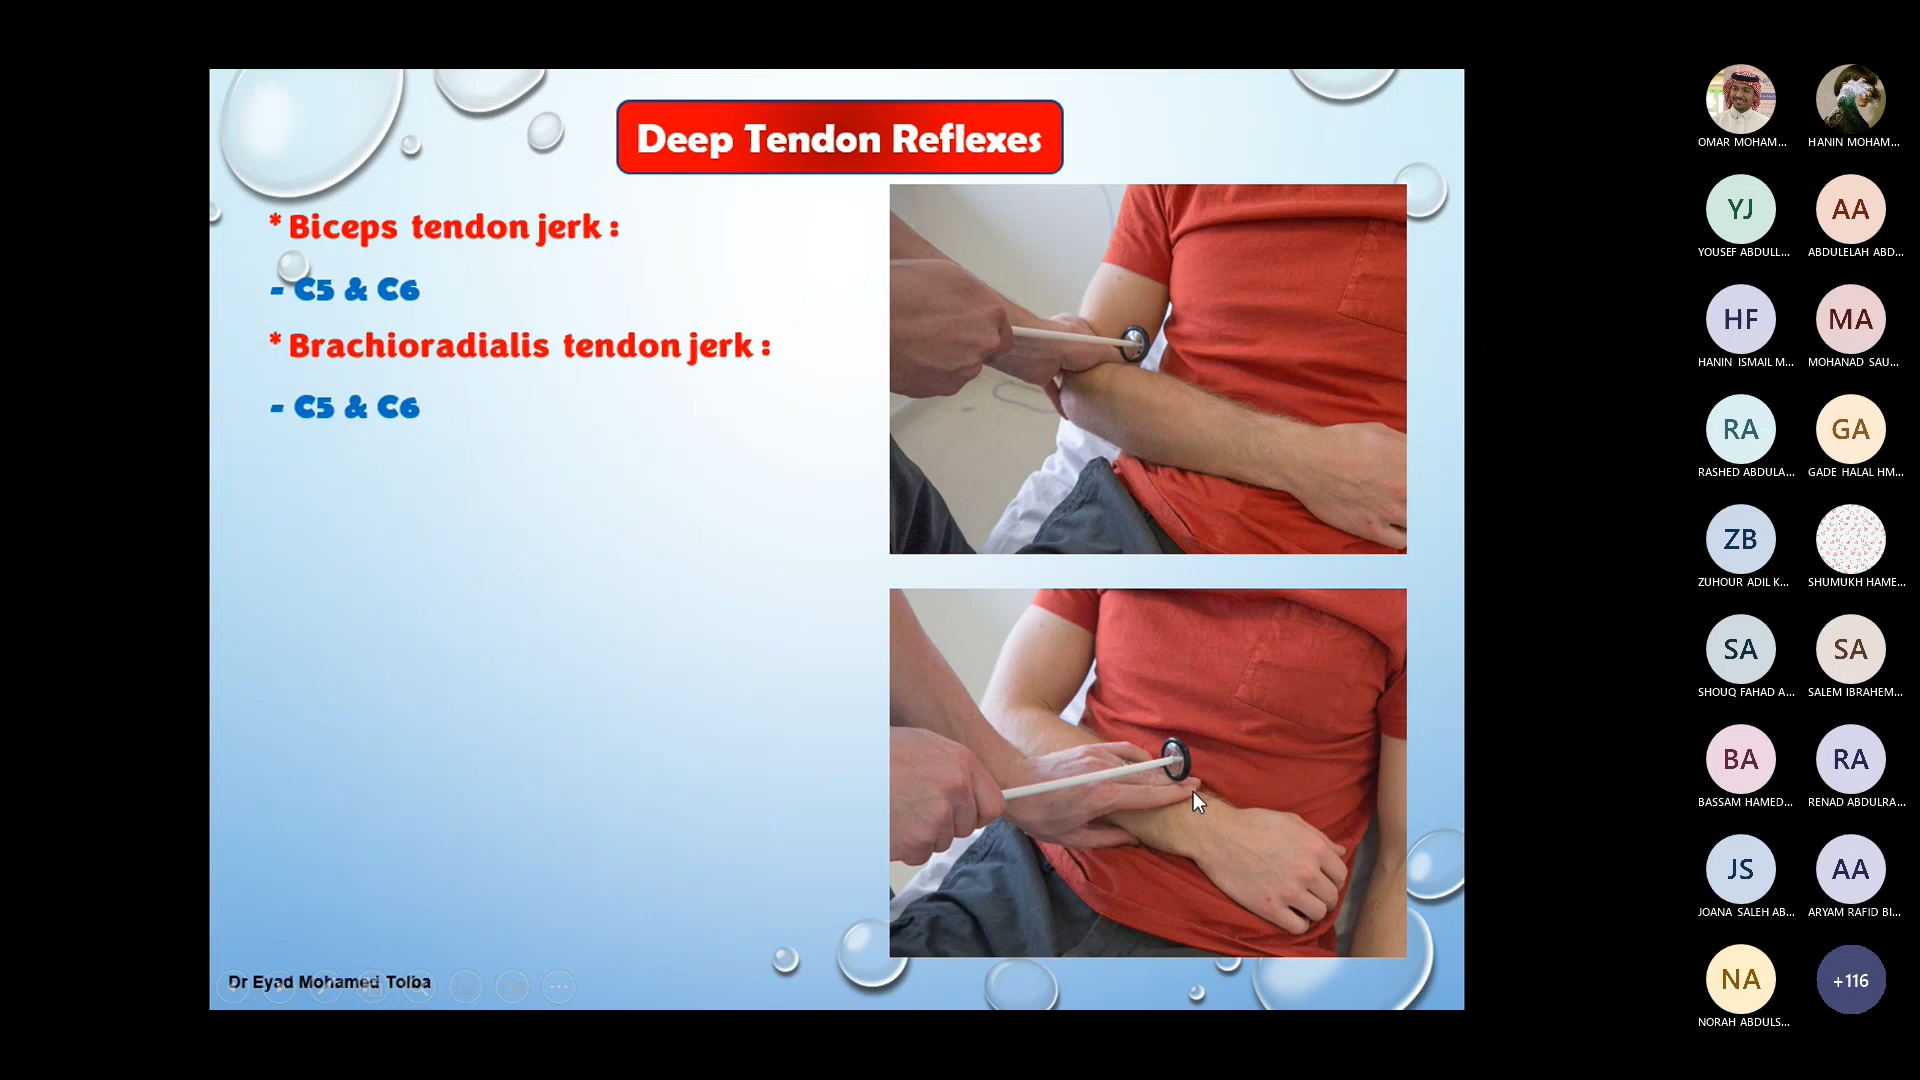 Deep Tendon Reflexes
* Biceps tendon jerk :
- C5 & C6
* Brachioradialis tendon jerk :
- C5 & C6
Dr Eyad Mohamed Tolba
OMAR MOHAM...
HANIN MOHAM...
YJ
AA
YOUSEF ABDULL...
ABDULELAH ABD...
HF
MA
HANIN ISMAIL M...
MOHANAD SAU...
RA
GA
RASHED ABDULA...
GADE HALAL HM...
ZB
ZUHOUR ADIL K...
SHUMUKH HAME...
SA
SA
SHOUQ FAHAD A...
SALEM IBRAHEM...
BA
RA
BASSAM HAMED...
RENAD ABDULRA...
JS
AA
JOANA SALEH AB...
ARYAM RAFID BI...
NA
+116
NORAH ABDULS...